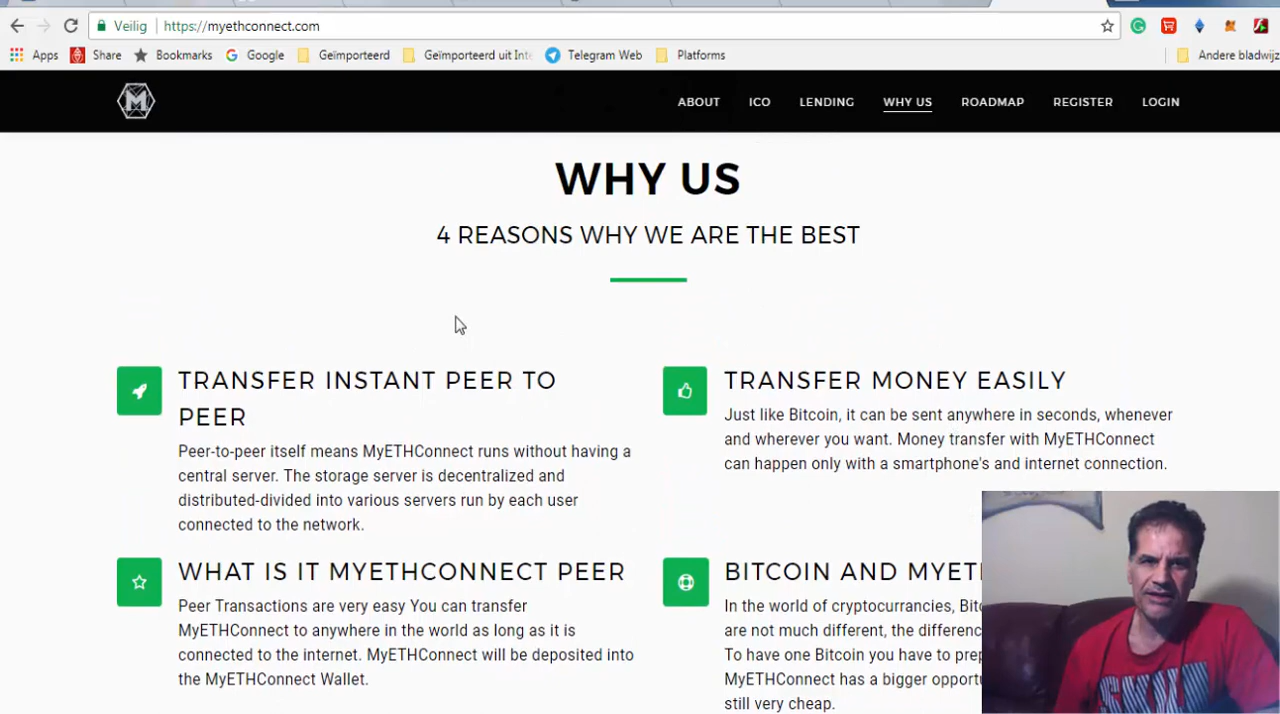 Veilig https://myethconnect.com
Apps Share Bookmarks Google Geïmporteerd Geïmporteerd uit Inte Telegram Web Platforms Andere bladwijz
M ABOUT ICO LENDING WHY US ROADMAP REGISTER LOGIN
WHY US
4 REASONS WHY WE ARE THE BEST
TRANSFER INSTANT PEER TO
PEER
Peer-to-peer itself means MyETHConnect runs without having a
central server. The storage server is decentralized and
distributed-divided into various servers run by each user
connected to the network.
TRANSFER MONEY EASILY
Just like Bitcoin, it can be sent anywhere in seconds, whenever
and wherever you want. Money transfer with MyETHConnect
can happen only with a smartphone's and internet connection.
WHAT IS IT MYETHCONNECT PEER
Peer Transactions are very easy You can transfer
MyETHConnect to anywhere in the world as long as it is
connected to the internet. MyETHConnect will be deposited into
the MyETHConnect Wallet.
BITCOIN AND MYET
In the world of cryptocurrancies, Bit
are not much different, the differenc
To have one Bitcoin you have to prep
MyETHConnect has a bigger opport
still very cheap.